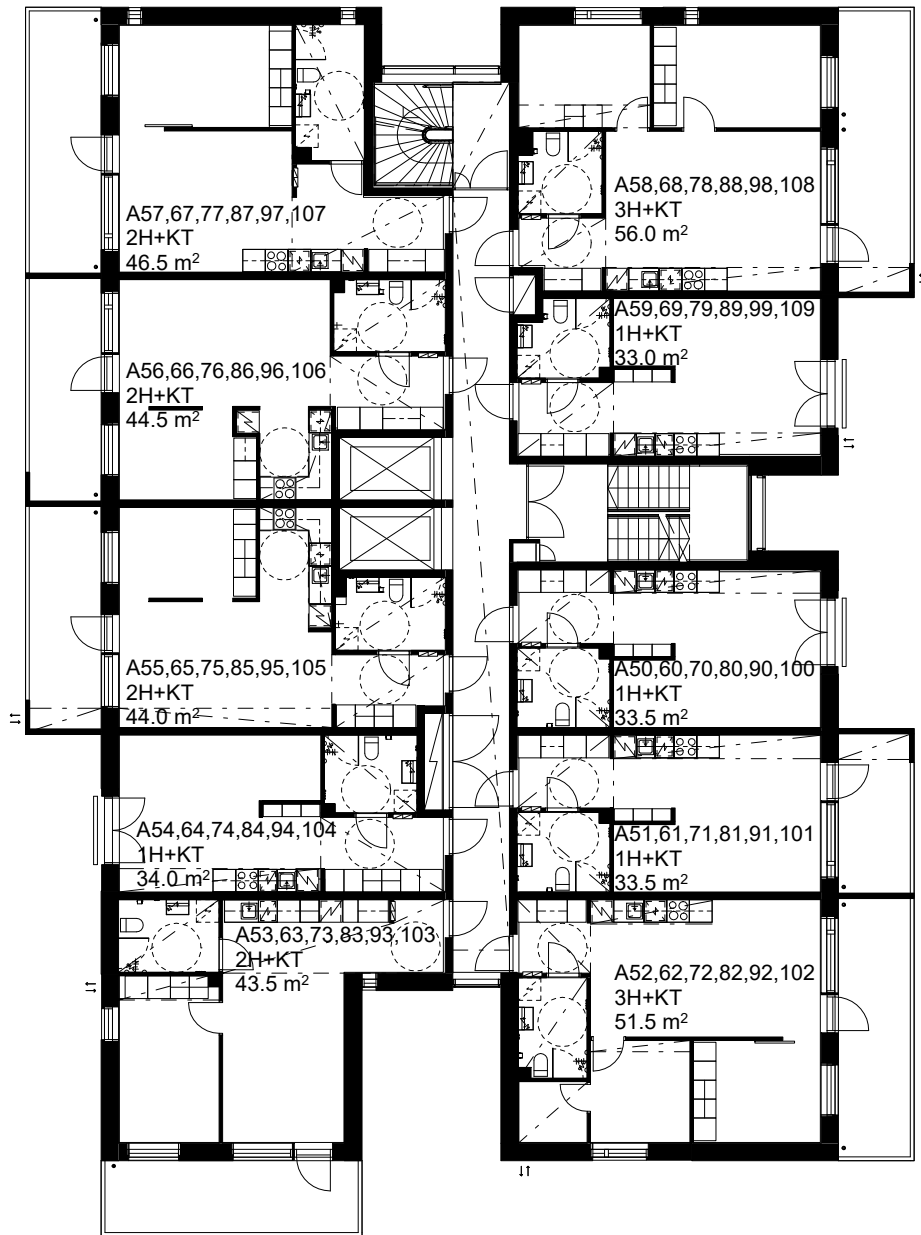 A57,67,77,87,97,107
2H+KT
46.5 m²
A58,68,78,88,98,108
3H+KT
56.0 m²
A59,69,79,89,99,109
1H+KT
33.0 m²
A56,66,76,86,96,106
2H+KT
44.5 m²
A55,65,75,85,95,105
2H+KT
44.0 m²
A50,60,70,80,90,100
1H+KT
33.5 m²
A54,64,74,84,94,104
1H+KT
34.0 m²
A51,61,71,81,91,101
1H+KT
33.5 m²
A53,63,73,83,93,103
2H+KT
43.5 m²
A52,62,72,82,92,102
3H+KT
51.5 m²